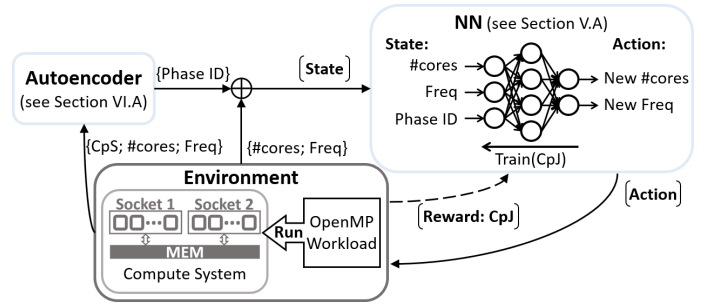 NN (see Section V.A)
State:
Action:
#cores
Freq
Phase ID
New #cores
New Freq
Train(CpJ)
Autoencoder
(see Section VI.A)
{Phase ID}
[State]
{CpS; #cores; Freq}
{#cores; Freq}
Environment
Socket 1
Socket 2
MEM
Compute System
Run
OpenMP
Workload
[Reward: CpJ]
[Action]